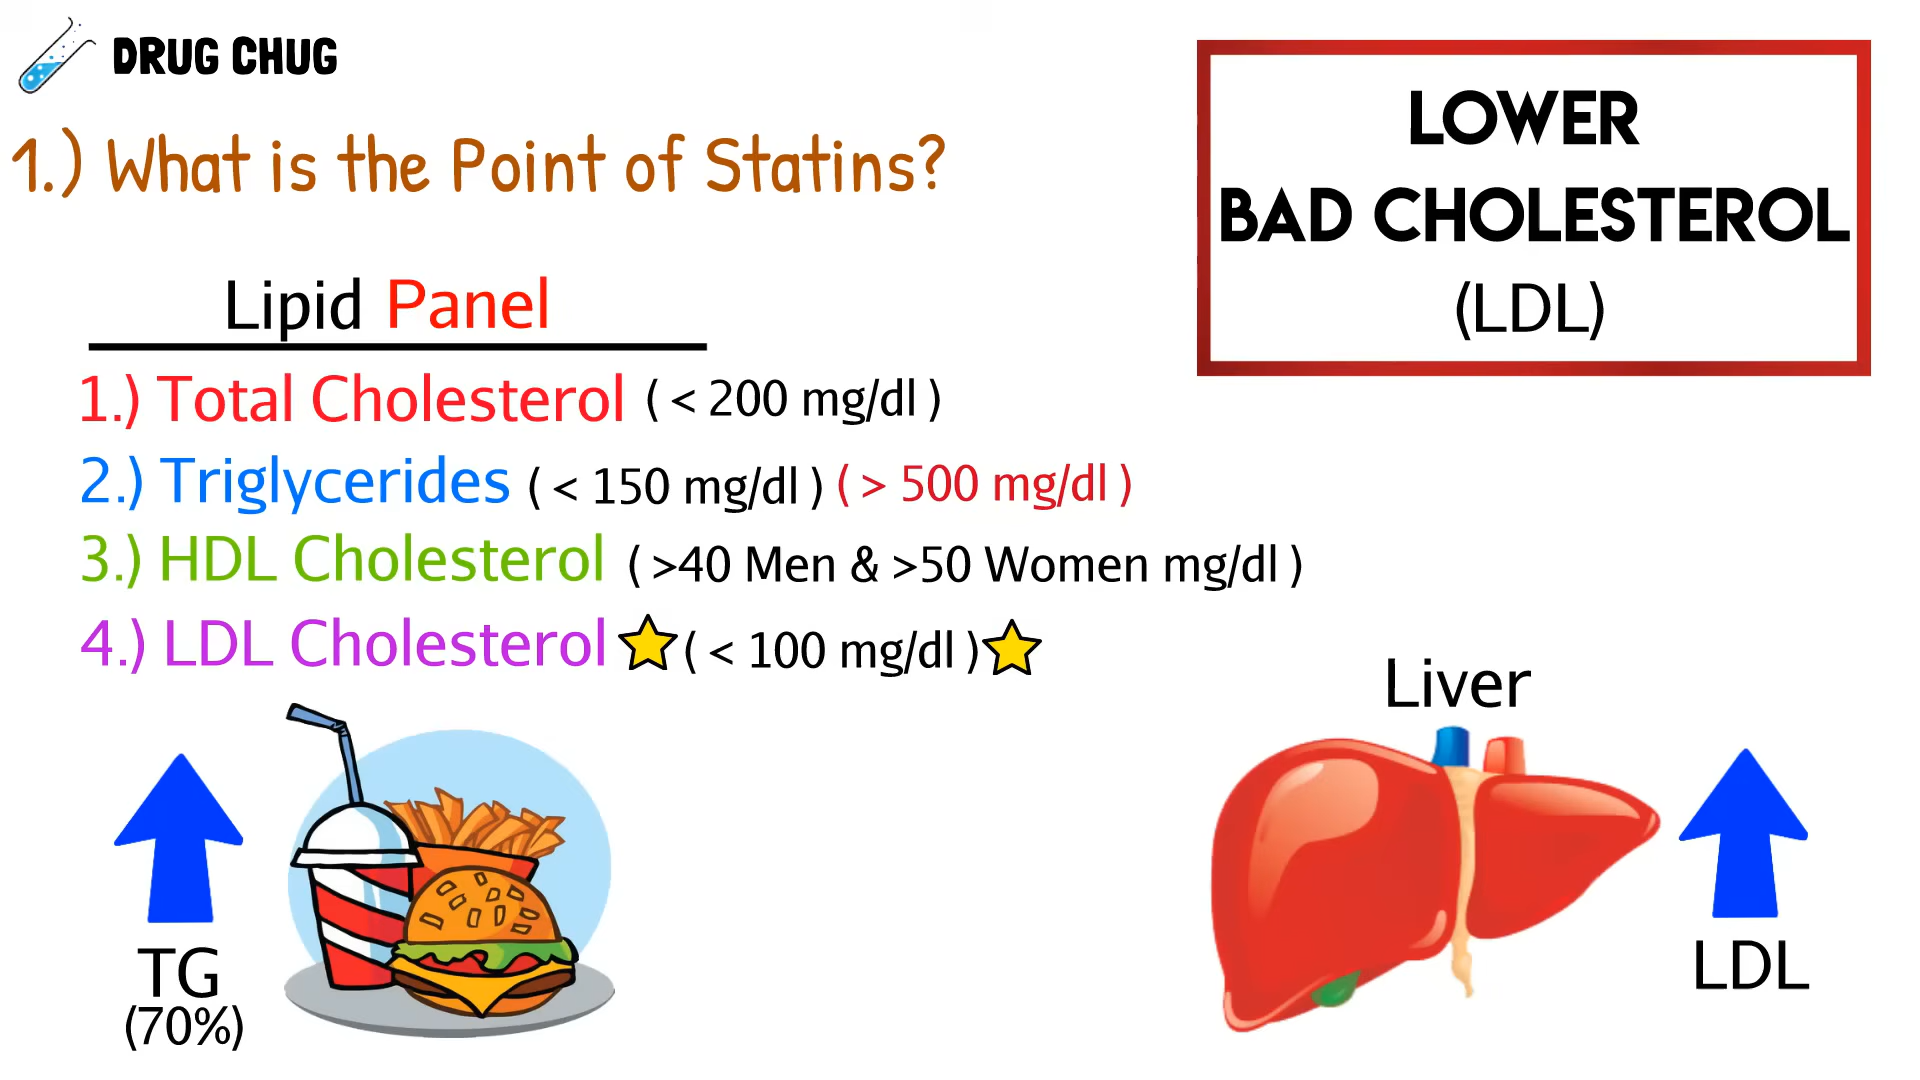 DRUG CHUG
1.) What is the Point of Statins?
LOWER
BAD CHOLESTEROL
(LDL)
Lipid Panel
1.) Total Cholesterol ( < 200 mg/dl )
2.) Triglycerides ( < 150 mg/dl ) ( > 500 mg/dl )
3.) HDL Cholesterol ( >40 Men & >50 Women mg/dl )
4.) LDL Cholesterol ( < 100 mg/dl )
TG
(70%)
Liver
LDL